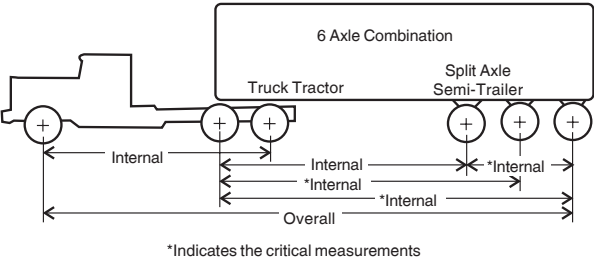 6 Axle Combination
Split Axle
Truck Tractor Semi-Trailer
Internal Internal *Internal
*Internal
*Internal
Overall
*Indicates the critical measurements